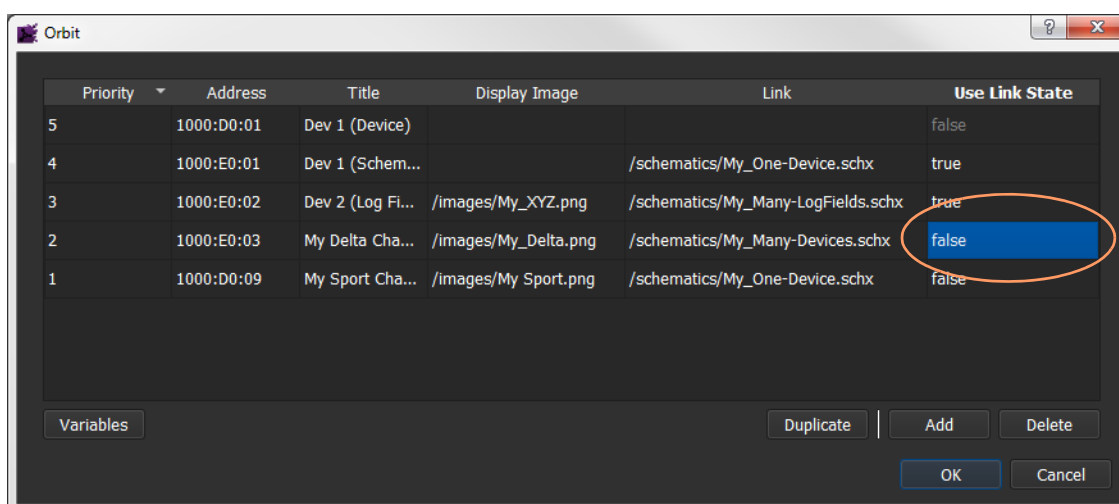 Orbit
Priority Address Title Display Image Link Use Link State
5 1000:D0:01 Dev 1 (Device) false
4 1000:E0:01 Dev 1 (Schem... /schematics/My_One-Device.schx true
3 1000:E0:02 Dev 2 (Log Fi... /images/My_XYZ.png /schematics/My_Many-LogFields.schx true
2 1000:E0:03 My Delta Cha... /images/My_Delta.png /schematics/My_Many-Devices.schx false
1 1000:D0:09 My Sport Cha... /images/My Sport.png /schematics/My_One-Device.schx false
Variables Duplicate Add Delete
OK Cancel